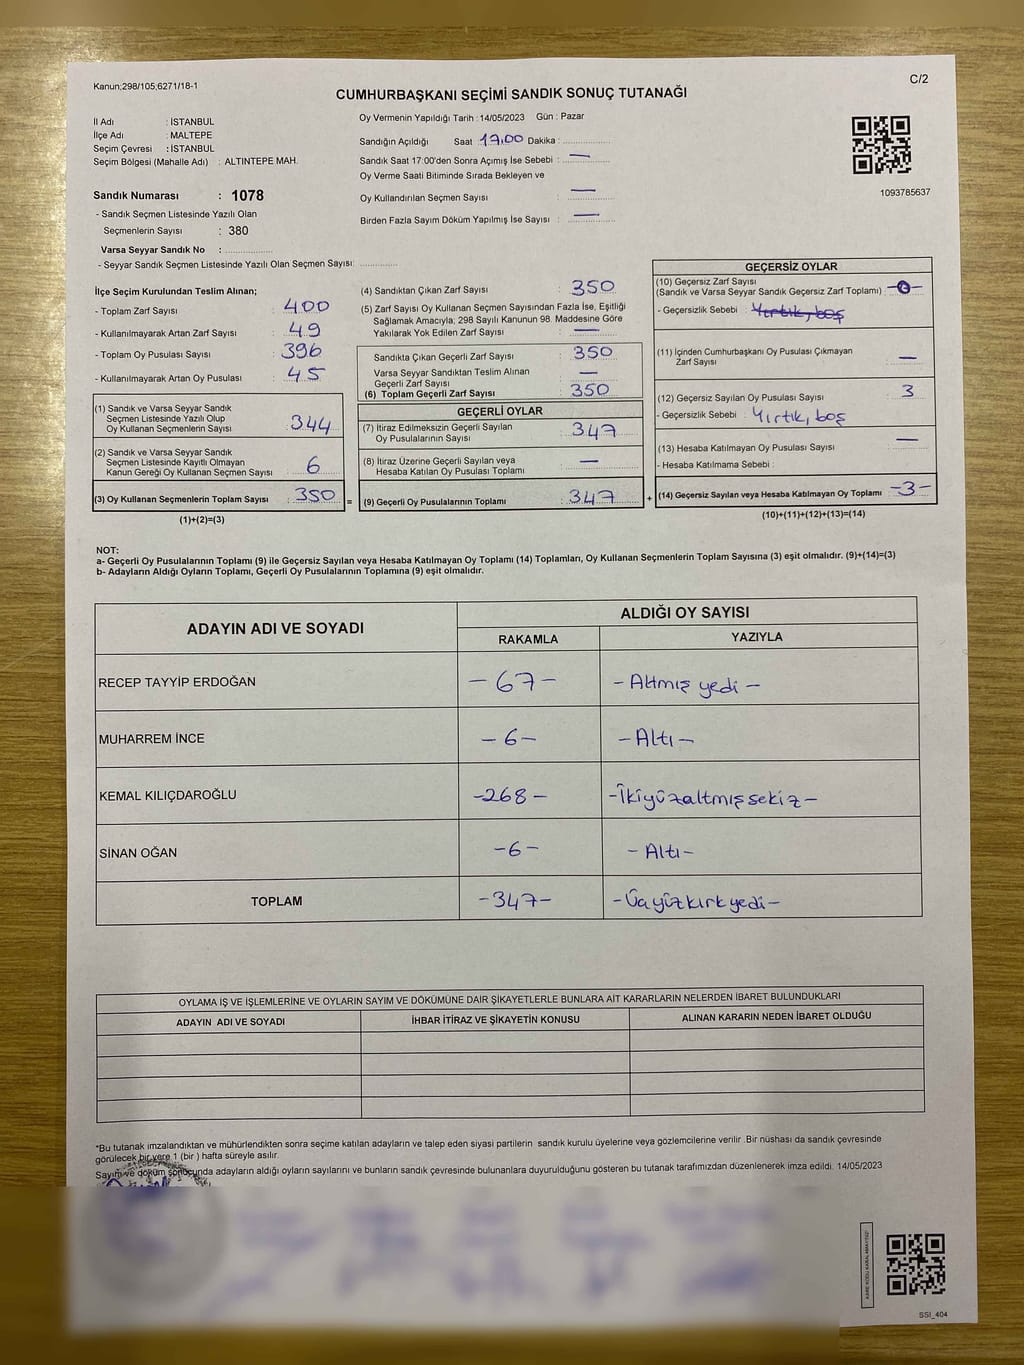 Kanun;298/105;6271/18-1
C/2
CUMHURBAŞKANI SEÇİMİ SANDIK SONUÇ TUTANAĞI
İl Adı : İSTANBUL
İlçe Adı : MALTEPE
Seçim Çevresi : İSTANBUL
Seçim Bölgesi (Mahalle Adı) : ALTINTEPE MAH.
Sandık Numarası : 1078
- Sandık Seçmen Listesinde Yazılı Olan
Seçmenlerin Sayısı : 380
Varsa Seyyar Sandık No :
- Seyyar Sandık Seçmen Listesinde Yazılı Olan Seçmen Sayısı:
Oy Vermenin Yapıldığı Tarih : 14/05/2023 Gün : Pazar
Sandığın Açıldığı Saat 17.00 Dakika :
Sandık Saat 17:00'den Sonra Açımış İse Sebebi : —
Oy Verme Saati Bitiminde Sırada Bekleyen ve
Oy Kullandırılan Seçmen Sayısı : —
Birden Fazla Sayım Döküm Yapılmış İse Sayısı : —
1093785637
İlçe Seçim Kurulundan Teslim Alınan;
- Toplam Zarf Sayısı : 400
- Kullanılmayarak Artan Zarf Sayısı : 49
- Toplam Oy Pusulası Sayısı : 396
- Kullanılmayarak Artan Oy Pusulası : 45
(1) Sandık ve Varsa Seyyar Sandık
Seçmen Listesinde Yazılı Olup
Oy Kullanan Seçmenlerin Sayısı : 344
(2) Sandık ve Varsa Seyyar Sandık
Seçmen Listesinde Kayıtlı Olmayan
Kanun Gereği Oy Kullanan Seçmen Sayısı : 6
(3) Oy Kullanan Seçmenlerin Toplam Sayısı : 350 =
(1)+(2)=(3)
(4) Sandıktan Çıkan Zarf Sayısı : 350
(5) Zarf Sayısı Oy Kullanan Seçmen Sayısından Fazla İse, Eşitliği
Sağlamak Amacıyla, 298 Sayılı Kanunun 98. Maddesine Göre
Yakılarak Yok Edilen Zarf Sayısı : —
Sandıkta Çıkan Geçerli Zarf Sayısı : 350
Varsa Seyyar Sandıktan Teslim Alınan
Geçerli Zarf Sayısı : —
(6) Toplam Geçerli Zarf Sayısı : 350
GEÇERLİ OYLAR
(7) İtiraz Edilmeksizin Geçerli Sayılan
Oy Pusulalarının Sayısı : 347
(8) İtiraz Üzerine Geçerli Sayılan veya
Hesaba Katılan Oy Pusulası Toplamı : —
(9) Geçerli Oy Pusulalarının Toplamı : 347 +
GEÇERSİZ OYLAR
(10) Geçersiz Zarf Sayısı
(Sandık ve Varsa Seyyar Sandık Geçersiz Zarf Toplamı) : -0-
- Geçersizlik Sebebi : Yırtık, boş
(11) İçinden Cumhurbaşkanı Oy Pusulası Çıkmayan
Zarf Sayısı : —
(12) Geçersiz Sayılan Oy Pusulası Sayısı : 3
- Geçersizlik Sebebi : Yırtık, boş
(13) Hesaba Katılmayan Oy Pusulası Sayısı : —
- Hesaba Katılmama Sebebi :
(14) Geçersiz Sayılan veya Hesaba Katılmayan Oy Toplamı : -3-
(10)+(11)+(12)+(13)=(14)
NOT:
a- Geçerli Oy Pusulalarının Toplamı (9) ile Geçersiz Sayılan veya Hesaba Katılmayan Oy Toplamı (14) Toplamları, Oy Kullanan Seçmenlerin Toplam Sayısına (3) eşit olmalıdır. (9)+(14)=(3)
b- Adayların Aldığı Oyların Toplamı, Geçerli Oy Pusulalarının Toplamına (9) eşit olmalıdır.
ADAYIN ADI VE SOYADI ALDIĞI OY SAYISI
RAKAMLA YAZIYLA
RECEP TAYYİP ERDOĞAN - 67 - - Altmış yedi -
MUHARREM İNCE - 6 - - Altı -
KEMAL KILIÇDAROĞLU -268- -İkiyüzaltmışsekiz-
SİNAN OĞAN -6- -Altı-
TOPLAM -347- -Üçyüzkırkyedi-
OYLAMA İŞ VE İŞLEMLERİNE VE OYLARIN SAYIM VE DÖKÜMÜNE DAİR ŞİKAYETLERLE BUNLARA AİT KARARLARIN NELERDEN İBARET BULUNDUKLARI
ADAYIN ADI VE SOYADI İHBAR İTİRAZ VE ŞİKAYETİN KONUSU ALINAN KARARIN NEDEN İBARET OLDUĞU
*Bu tutanak imzalandıktan ve mühürlendikten sonra seçime katılan adayların ve talep eden siyasi partilerin sandık kurulu üyelerine veya gözlemcilerine verilir .Bir nüshası da sandık çevresinde
görülecek bir yere 1 (bir ) hafta süreyle asılır.
Sayım ve döküm sonucunda adayların aldığı oyların sayılarını ve bunların sandık çevresinde bulunanlara duyurulduğunu gösteren bu tutanak tarafımızdan düzenlenerek imza edildi. 14/05/2023
SSI_404